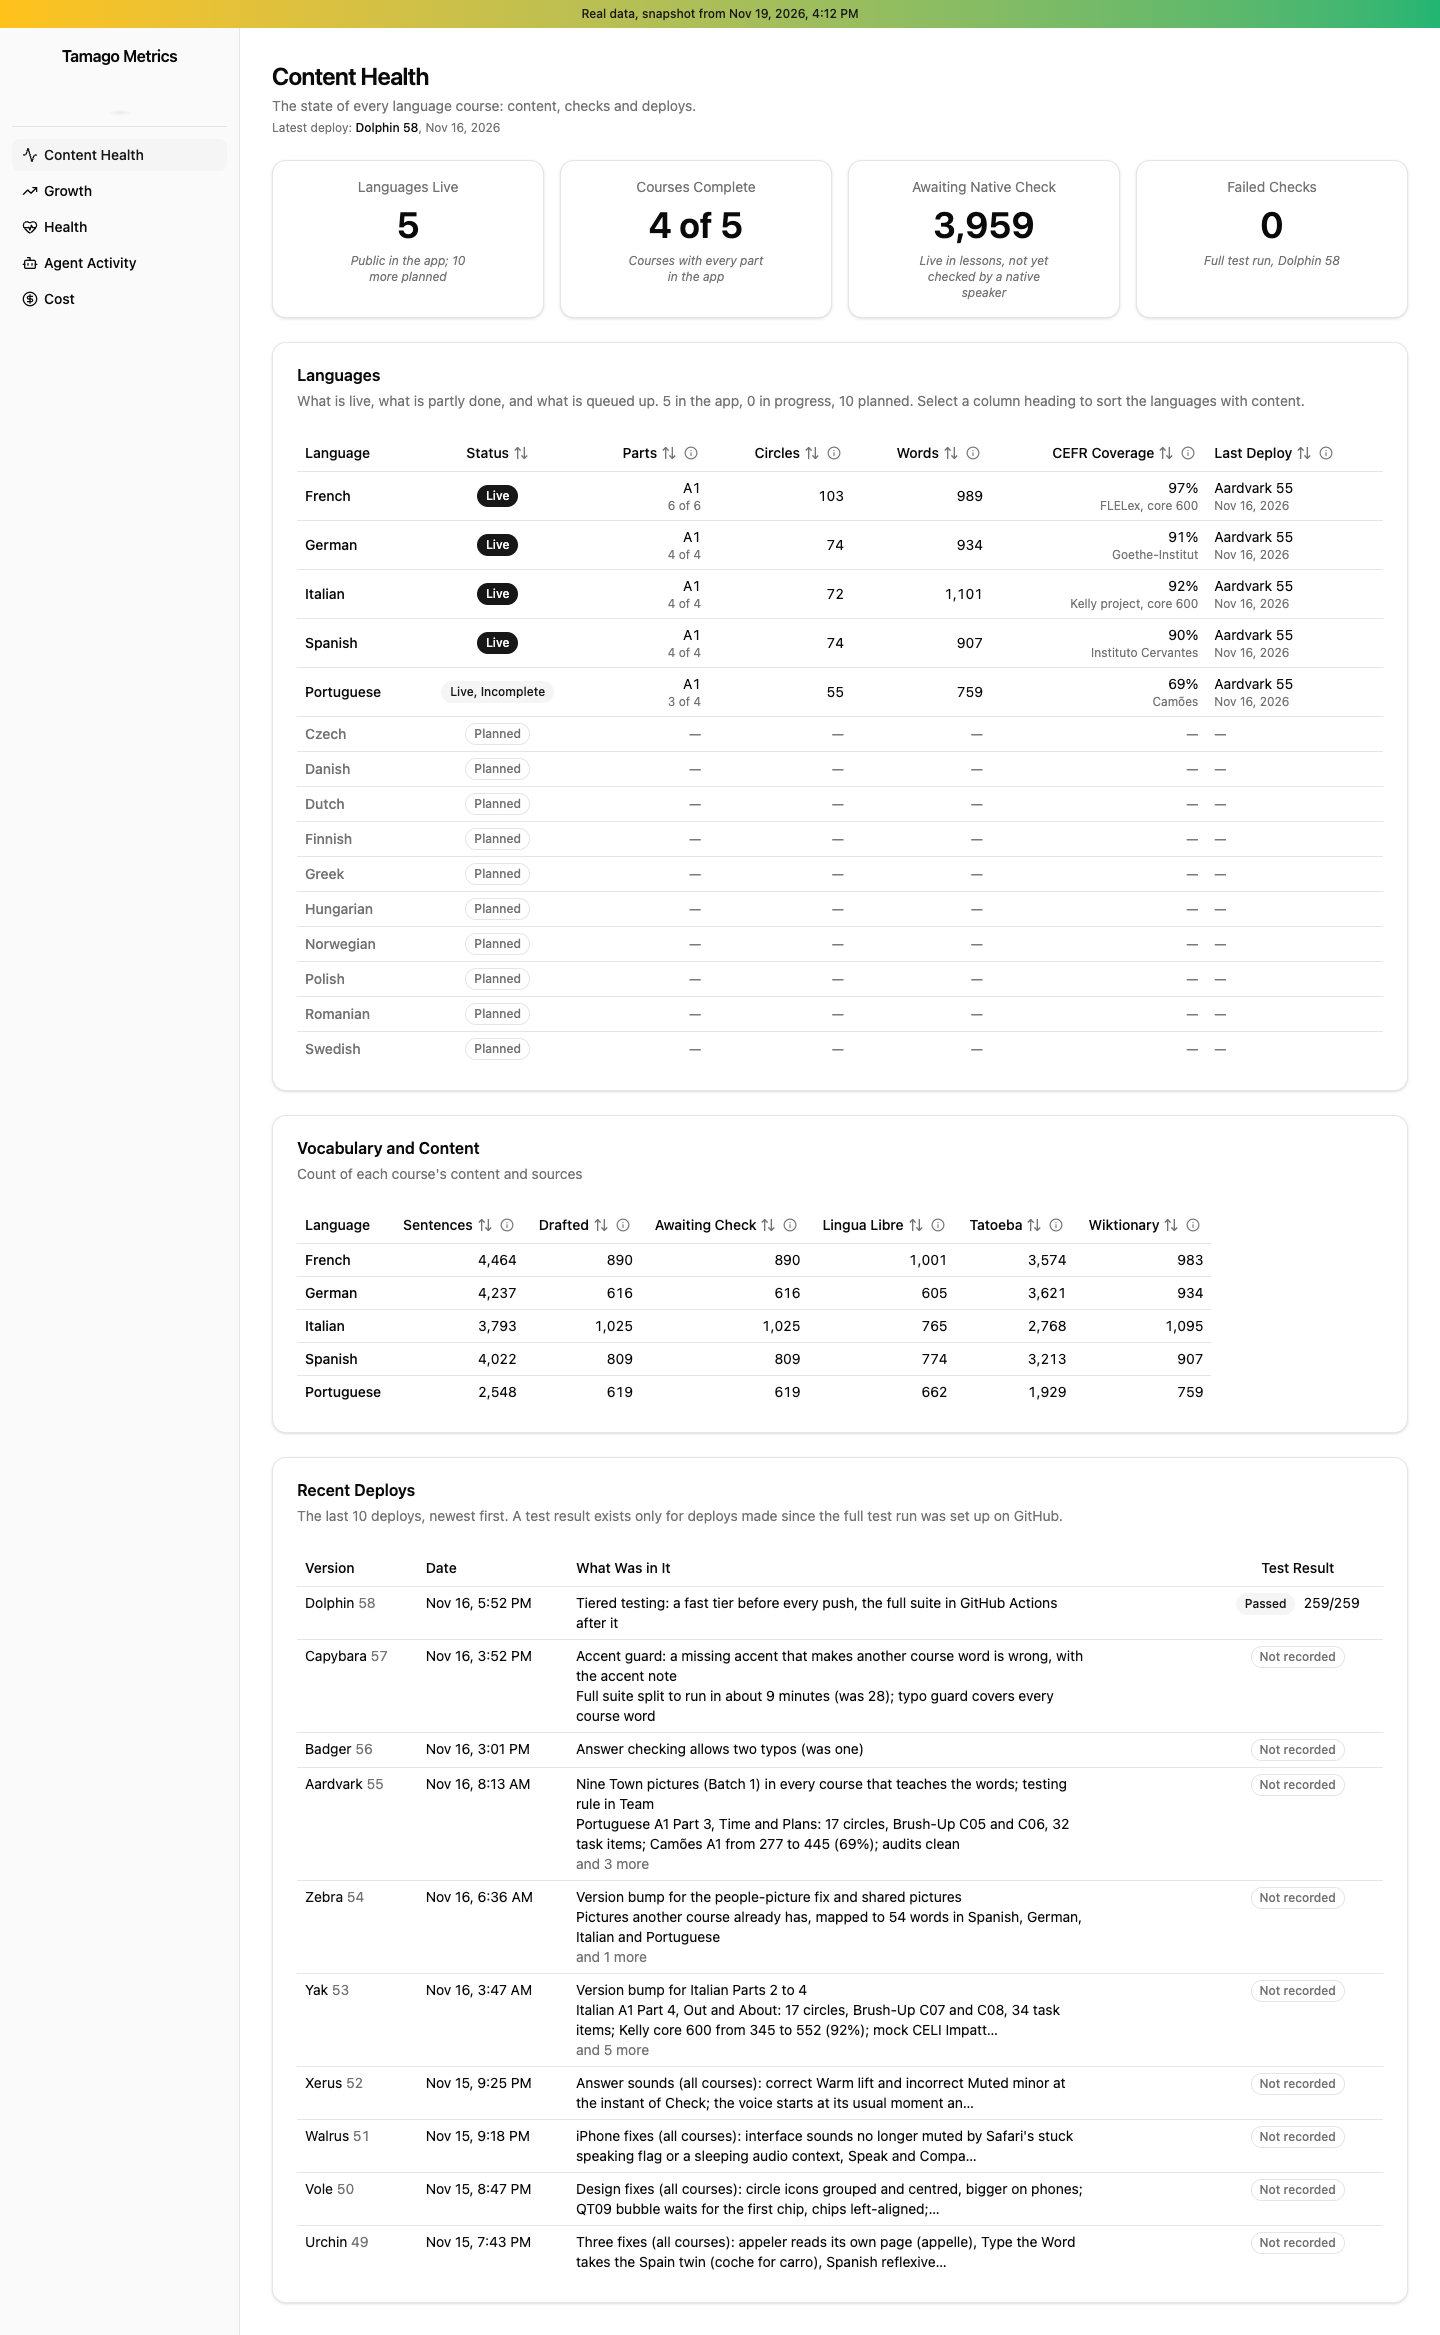 Real data, snapshot from Nov 19, 2026, 4:12 PM
Tamago Metrics
Content Health
Growth
Health
Agent Activity
Cost
Content Health
The state of every language course: content, checks and deploys.
Latest deploy: Dolphin 58, Nov 16, 2026
Languages Live
5
Public in the app; 10
more planned
Courses Complete
4 of 5
Courses with every part
in the app
Awaiting Native Check
3,959
Live in lessons, not yet
checked by a native
speaker
Failed Checks
0
Full test run, Dolphin 58
Languages
What is live, what is partly done, and what is queued up. 5 in the app, 0 in progress, 10 planned. Select a column heading to sort the languages with content.
Language Status Parts Circles Words CEFR Coverage Last Deploy
French Live A1 103 989 97% Aardvark 55
6 of 6 FLELex, core 600 Nov 16, 2026
German Live A1 74 934 91% Aardvark 55
4 of 4 Goethe-Institut Nov 16, 2026
Italian Live A1 72 1,101 92% Aardvark 55
4 of 4 Kelly project, core 600 Nov 16, 2026
Spanish Live A1 74 907 90% Aardvark 55
4 of 4 Instituto Cervantes Nov 16, 2026
Portuguese Live, Incomplete A1 55 759 69% Aardvark 55
3 of 4 Camões Nov 16, 2026
Czech Planned — — — — —
Danish Planned — — — — —
Dutch Planned — — — — —
Finnish Planned — — — — —
Greek Planned — — — — —
Hungarian Planned — — — — —
Norwegian Planned — — — — —
Polish Planned — — — — —
Romanian Planned — — — — —
Swedish Planned — — — — —
Vocabulary and Content
Count of each course's content and sources
Language Sentences Drafted Awaiting Check Lingua Libre Tatoeba Wiktionary
French 4,464 890 890 1,001 3,574 983
German 4,237 616 616 605 3,621 934
Italian 3,793 1,025 1,025 765 2,768 1,095
Spanish 4,022 809 809 774 3,213 907
Portuguese 2,548 619 619 662 1,929 759
Recent Deploys
The last 10 deploys, newest first. A test result exists only for deploys made since the full test run was set up on GitHub.
Version Date What Was in It Test Result
Dolphin 58 Nov 16, 5:52 PM Tiered testing: a fast tier before every push, the full suite in GitHub Actions Passed 259/259
after it
Capybara 57 Nov 16, 3:52 PM Accent guard: a missing accent that makes another course word is wrong, with Not recorded
the accent note
Full suite split to run in about 9 minutes (was 28); typo guard covers every
course word
Badger 56 Nov 16, 3:01 PM Answer checking allows two typos (was one) Not recorded
Aardvark 55 Nov 16, 8:13 AM Nine Town pictures (Batch 1) in every course that teaches the words; testing Not recorded
rule in Team
Portuguese A1 Part 3, Time and Plans: 17 circles, Brush-Up C05 and C06, 32
task items; Camões A1 from 277 to 445 (69%); audits clean
and 3 more
Zebra 54 Nov 16, 6:36 AM Version bump for the people-picture fix and shared pictures Not recorded
Pictures another course already has, mapped to 54 words in Spanish, German,
Italian and Portuguese
and 1 more
Yak 53 Nov 16, 3:47 AM Version bump for Italian Parts 2 to 4 Not recorded
Italian A1 Part 4, Out and About: 17 circles, Brush-Up C07 and C08, 34 task
items; Kelly core 600 from 345 to 552 (92%); mock CELI Impatt…
and 5 more
Xerus 52 Nov 15, 9:25 PM Answer sounds (all courses): correct Warm lift and incorrect Muted minor at Not recorded
the instant of Check; the voice starts at its usual moment an…
Walrus 51 Nov 15, 9:18 PM iPhone fixes (all courses): interface sounds no longer muted by Safari's stuck Not recorded
speaking flag or a sleeping audio context, Speak and Compa…
Vole 50 Nov 15, 8:47 PM Design fixes (all courses): circle icons grouped and centred, bigger on phones; Not recorded
QT09 bubble waits for the first chip, chips left-aligned;…
Urchin 49 Nov 15, 7:43 PM Three fixes (all courses): appeler reads its own page (appelle), Type the Word Not recorded
takes the Spain twin (coche for carro), Spanish reflexive…